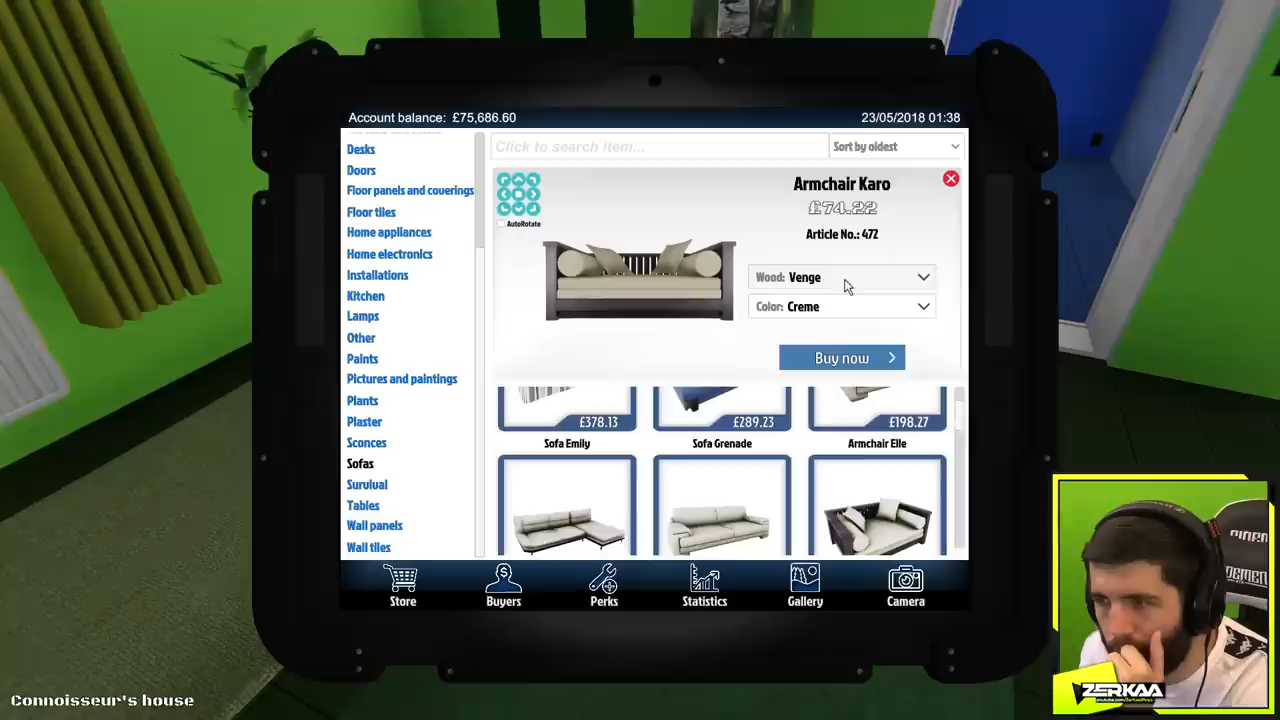 Account balance: £75,686.60
23/05/2018 01:38
Desks
Doors
Floor panels and coverings
Floor tiles
Home appliances
Home electronics
Installations
Kitchen
Lamps
Other
Paints
Pictures and paintings
Plants
Plaster
Sconces
Sofas
Survival
Tables
Wall panels
Wall tiles
Click to search item...
Sort by oldest
AutoRotate
Armchair Karo
£74.22
Article No.: 472
Wood: Venge
Color: Creme
Buy now
£378.13
£289.23
£198.27
Sofa Emily
Sofa Grenade
Armchair Elle
Store
Buyers
Perks
Statistics
Gallery
Camera
Connoisseur's house
ZERKAA